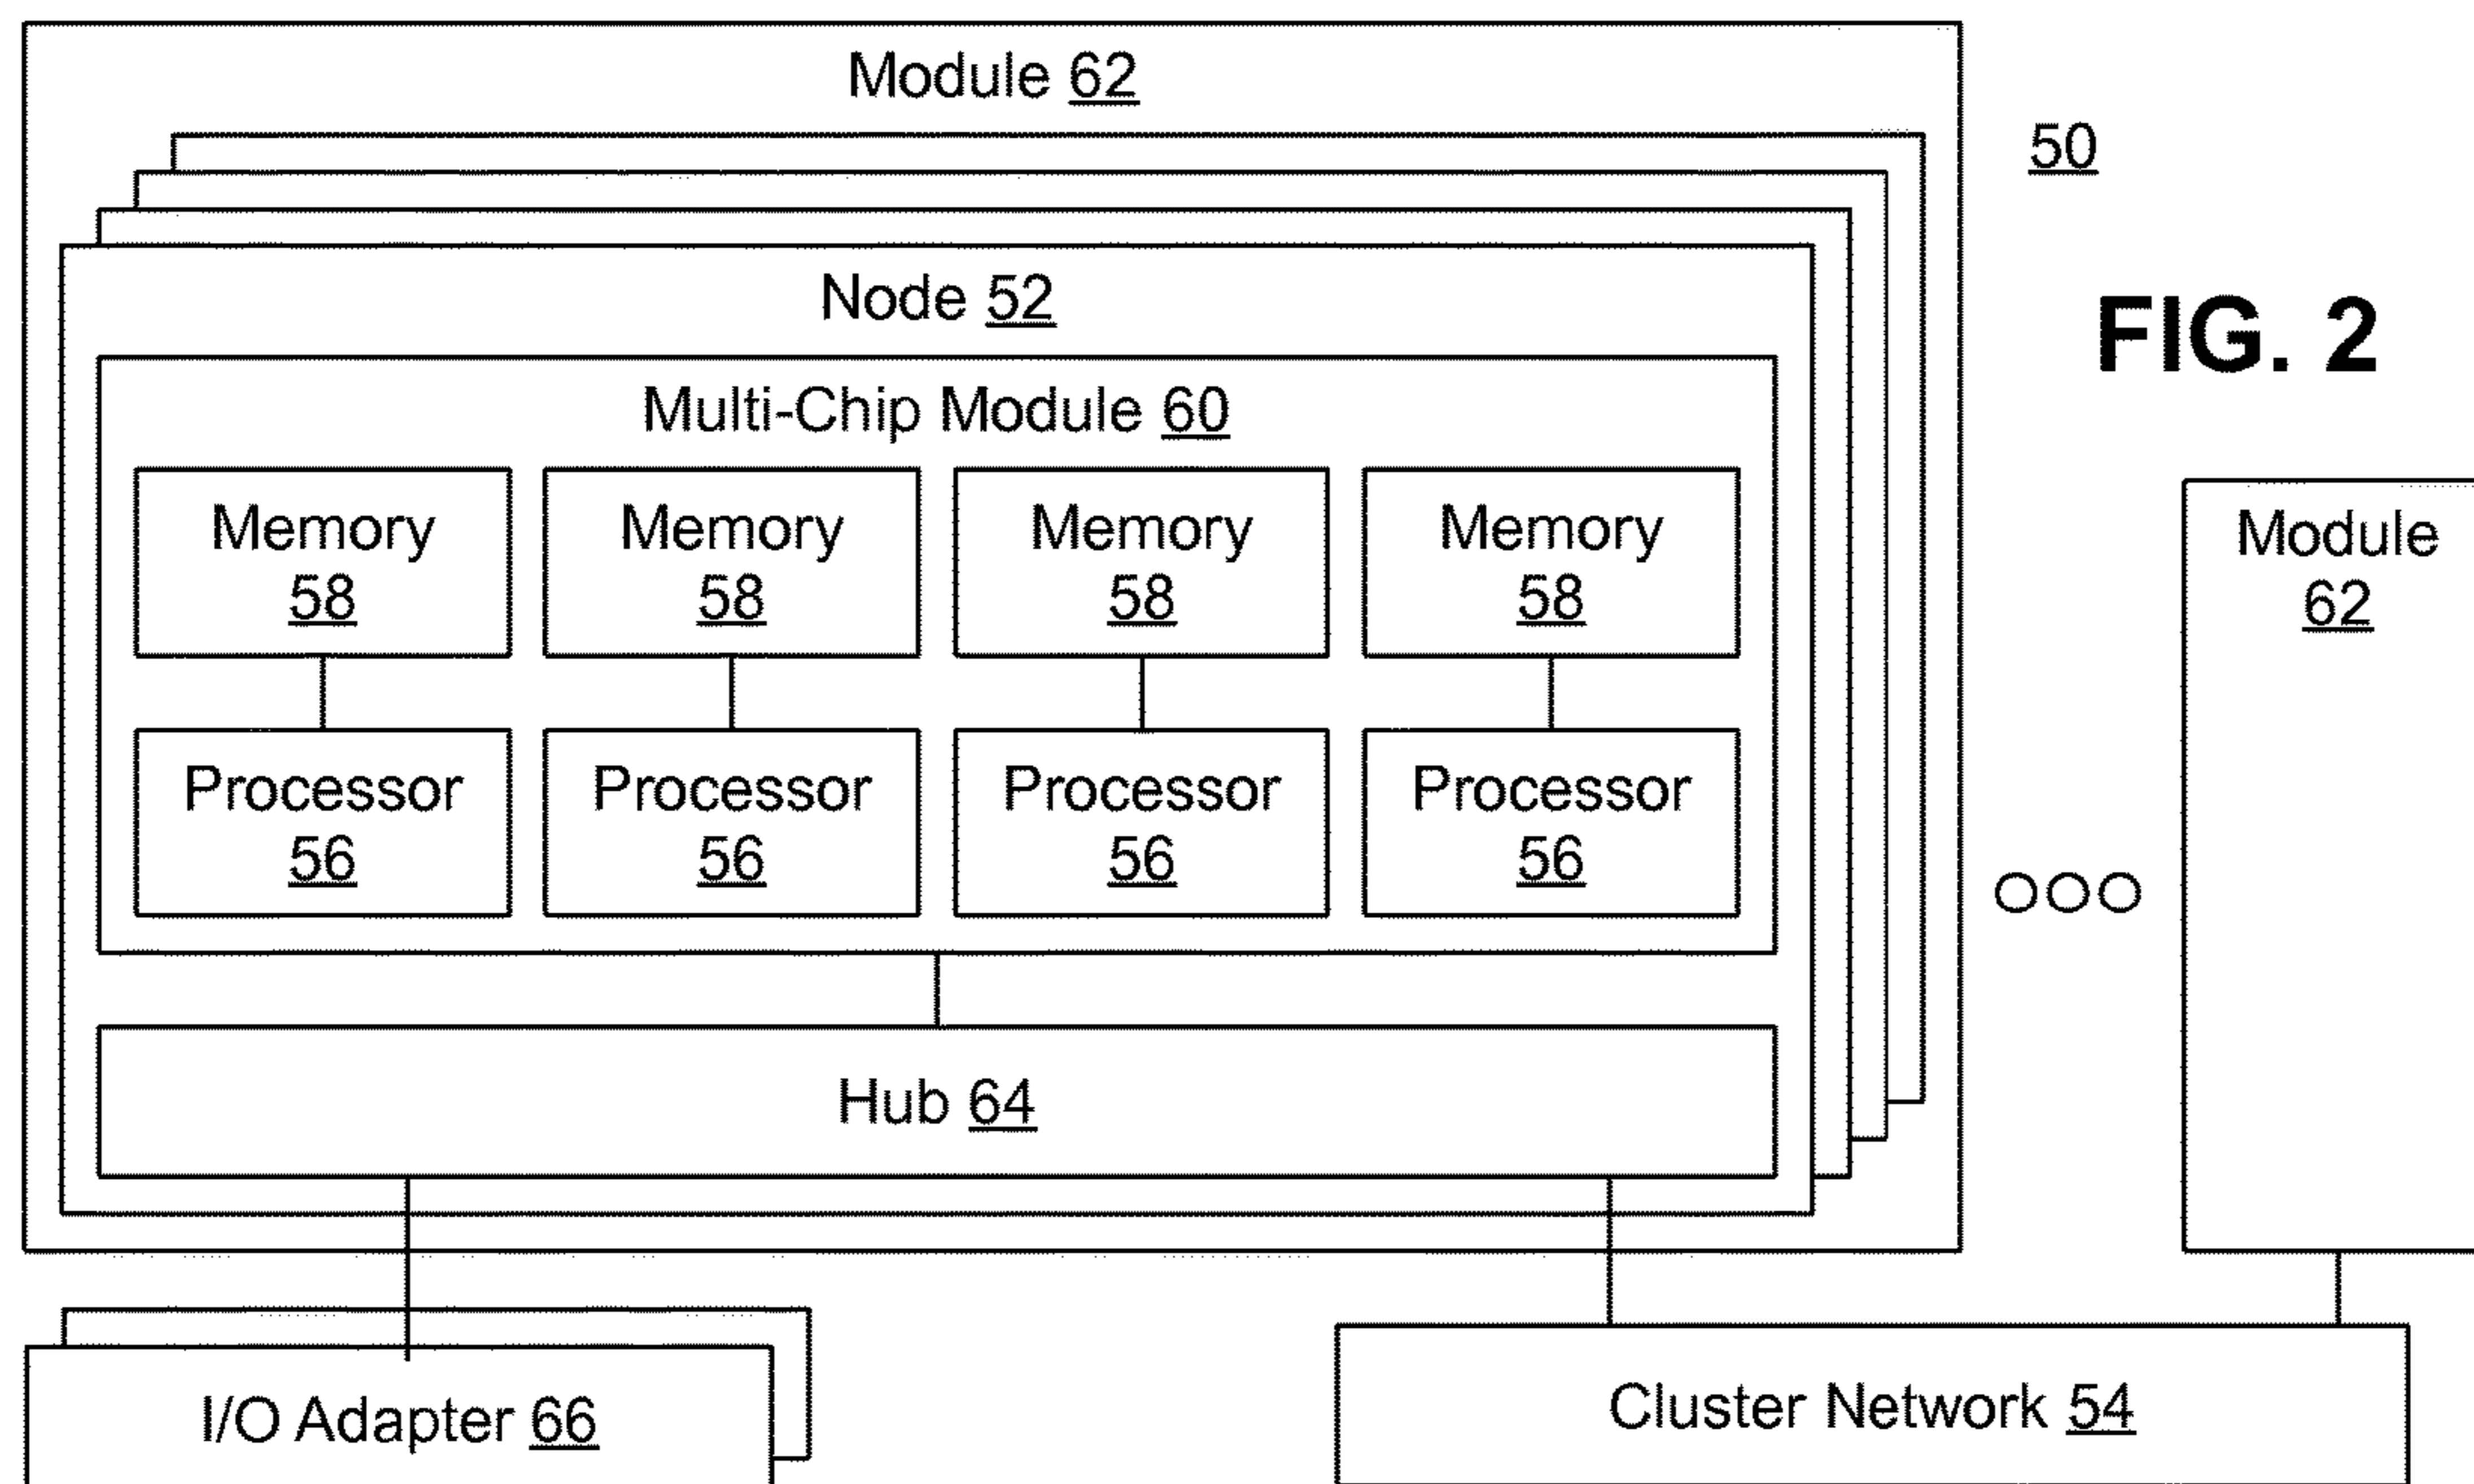 Module 62
50
FIG. 2
Node 52
Multi-Chip Module 60
Memory
58
Memory
58
Memory
58
Memory
58
Processor
56
Processor
56
Processor
56
Processor
56
Hub 64
Module
62
I/O Adapter 66
Cluster Network 54